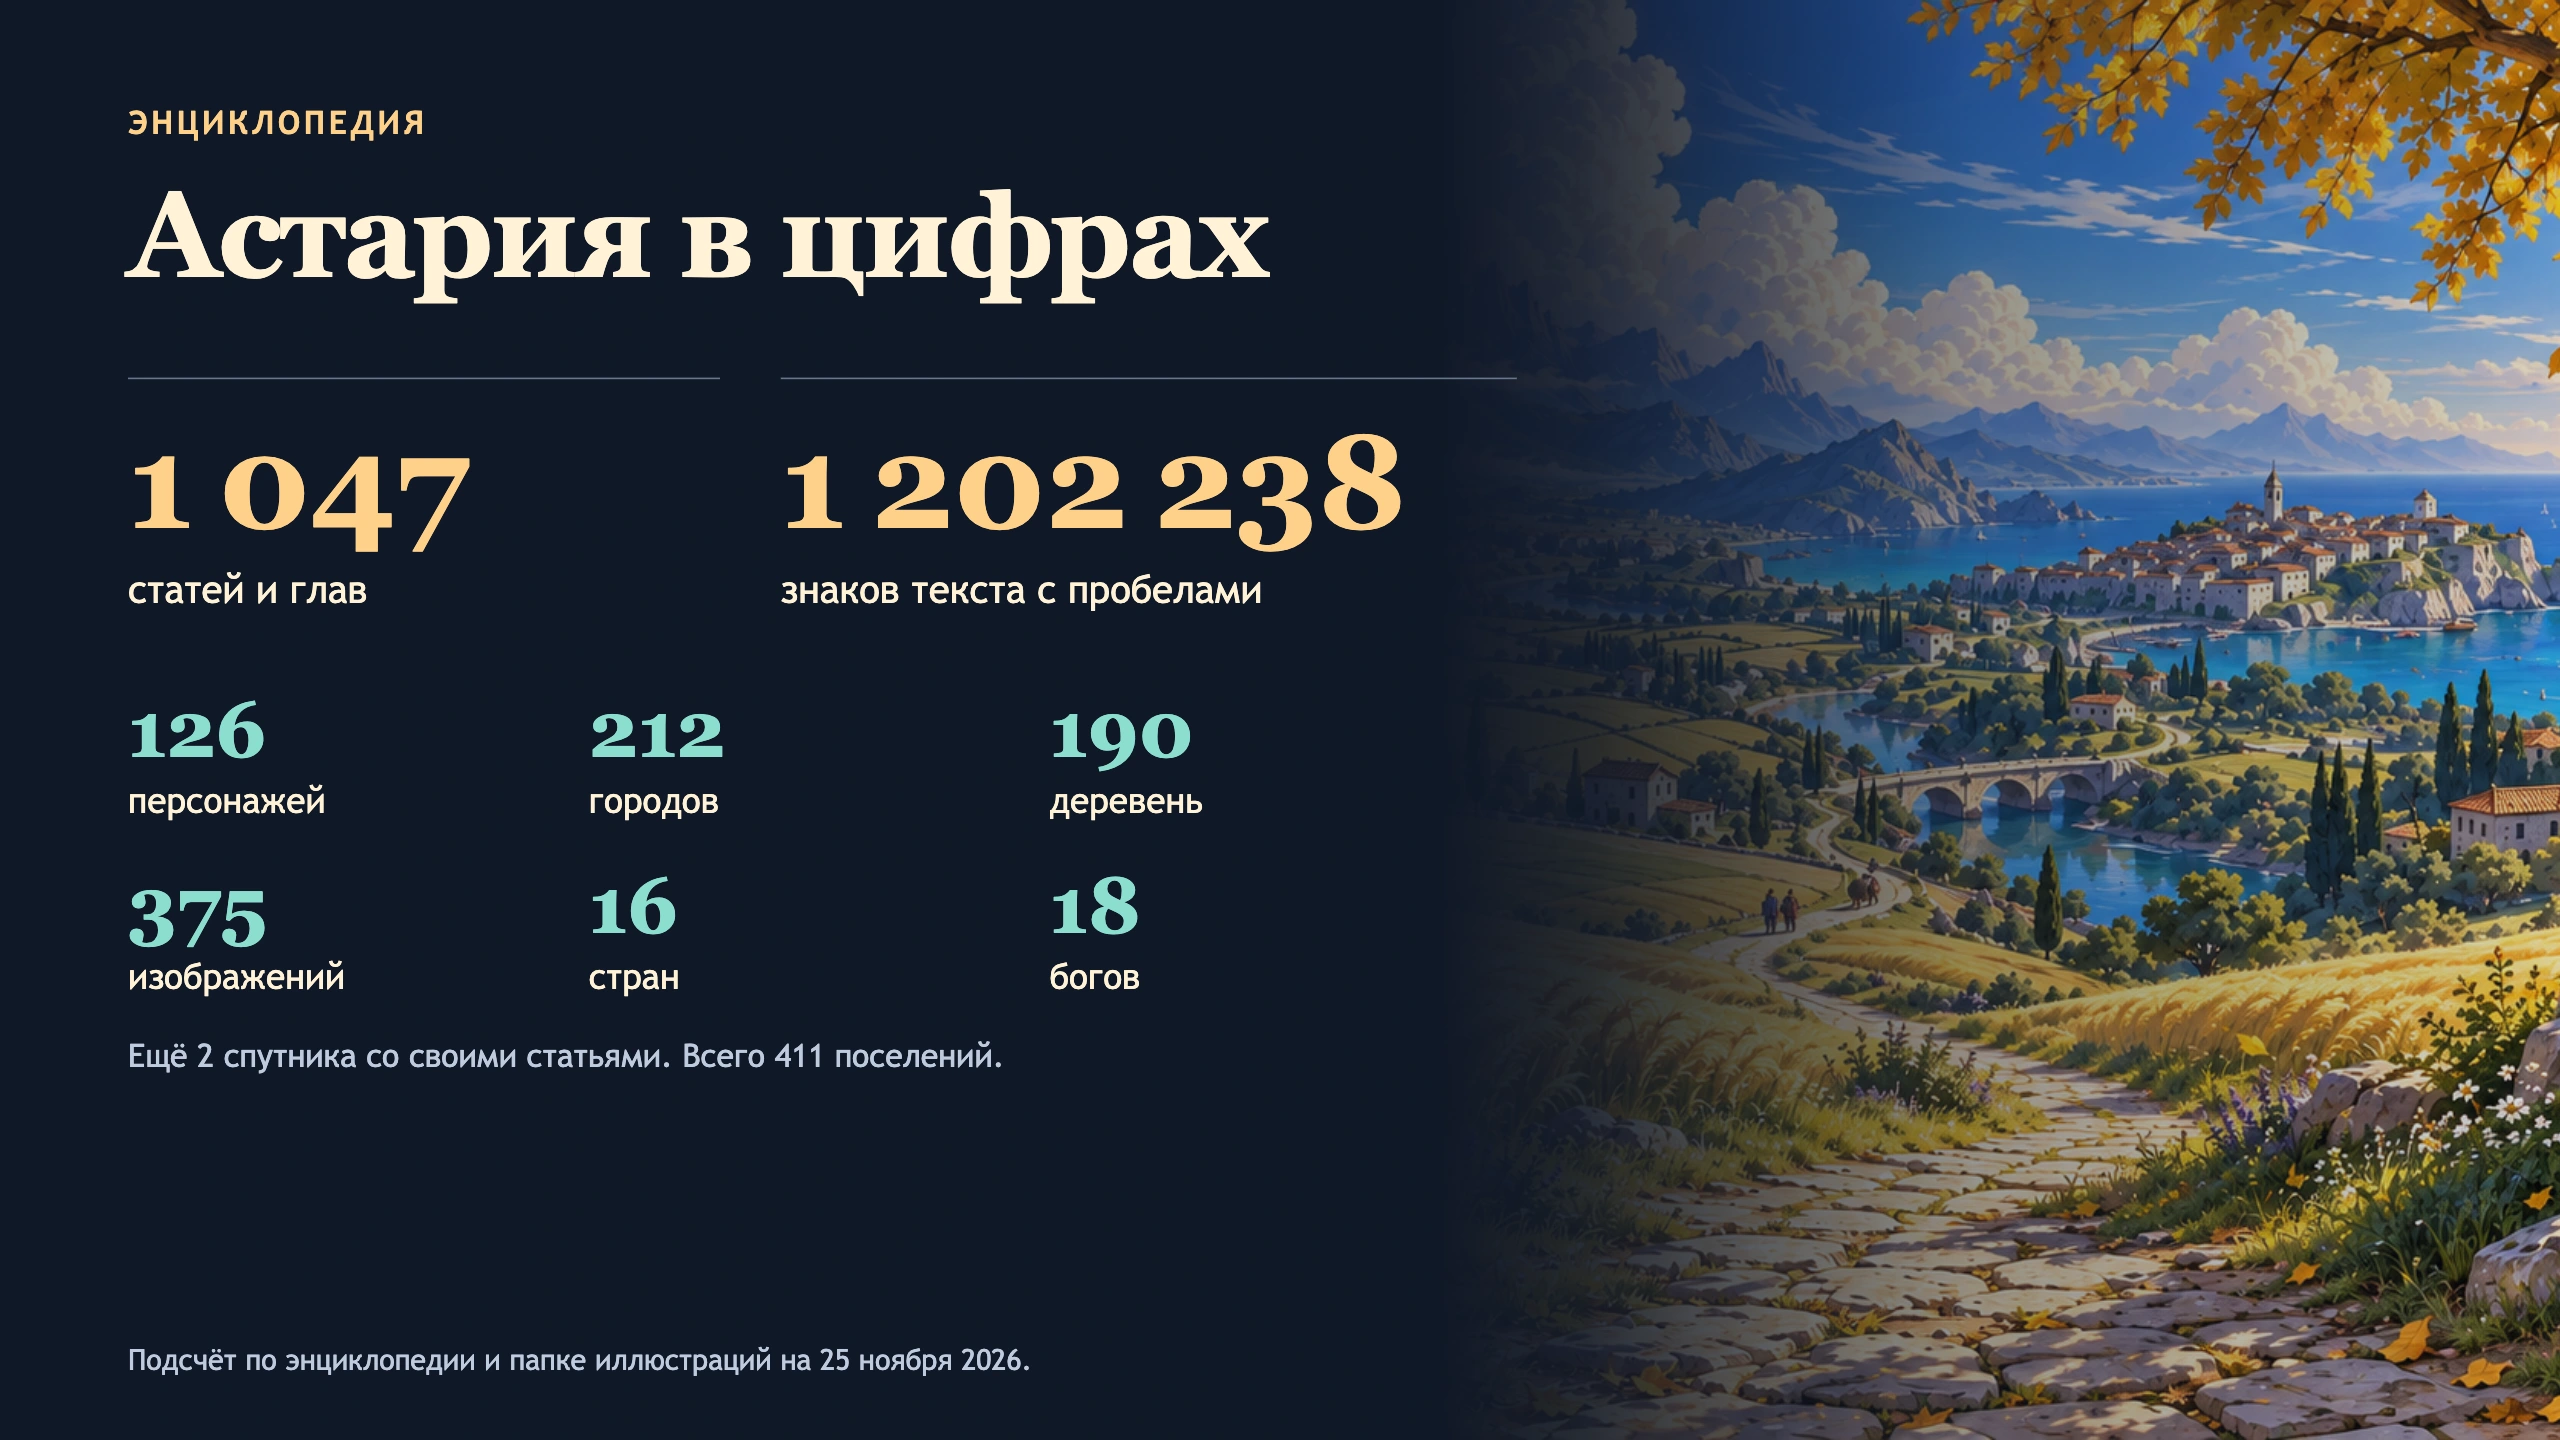 ЭНЦИКЛОПЕДИЯ
Астария в цифрах
1 047
статей и глав
1 202 238
знаков текста с пробелами
126
персонажей
212
городов
190
деревень
375
изображений
16
стран
18
богов
Ещё 2 спутника со своими статьями. Всего 411 поселений.
Подсчёт по энциклопедии и папке иллюстраций на 25 ноября 2026.